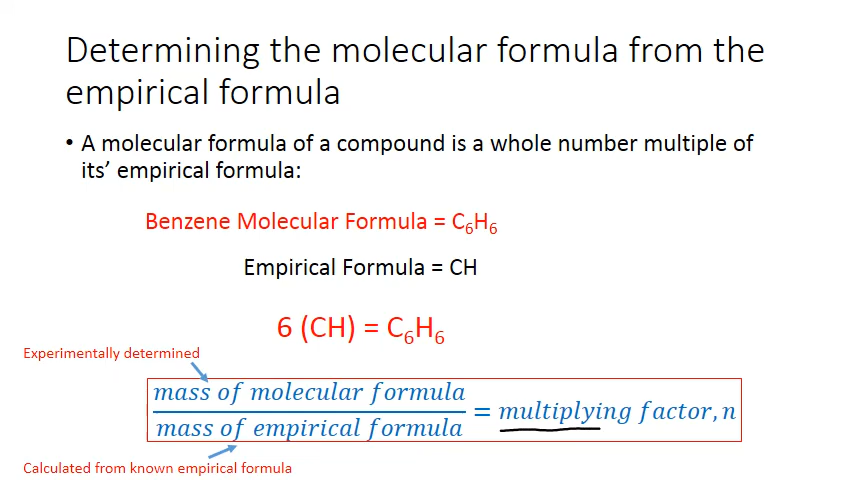 Determining the molecular formula from the
empirical formula
• A molecular formula of a compound is a whole number multiple of
its’ empirical formula:
Benzene Molecular Formula = C₆H₆
Empirical Formula = CH
6 (CH) = C₆H₆
Experimentally determined
mass of molecular formula
mass of empirical formula
= multiplying factor, n
Calculated from known empirical formula